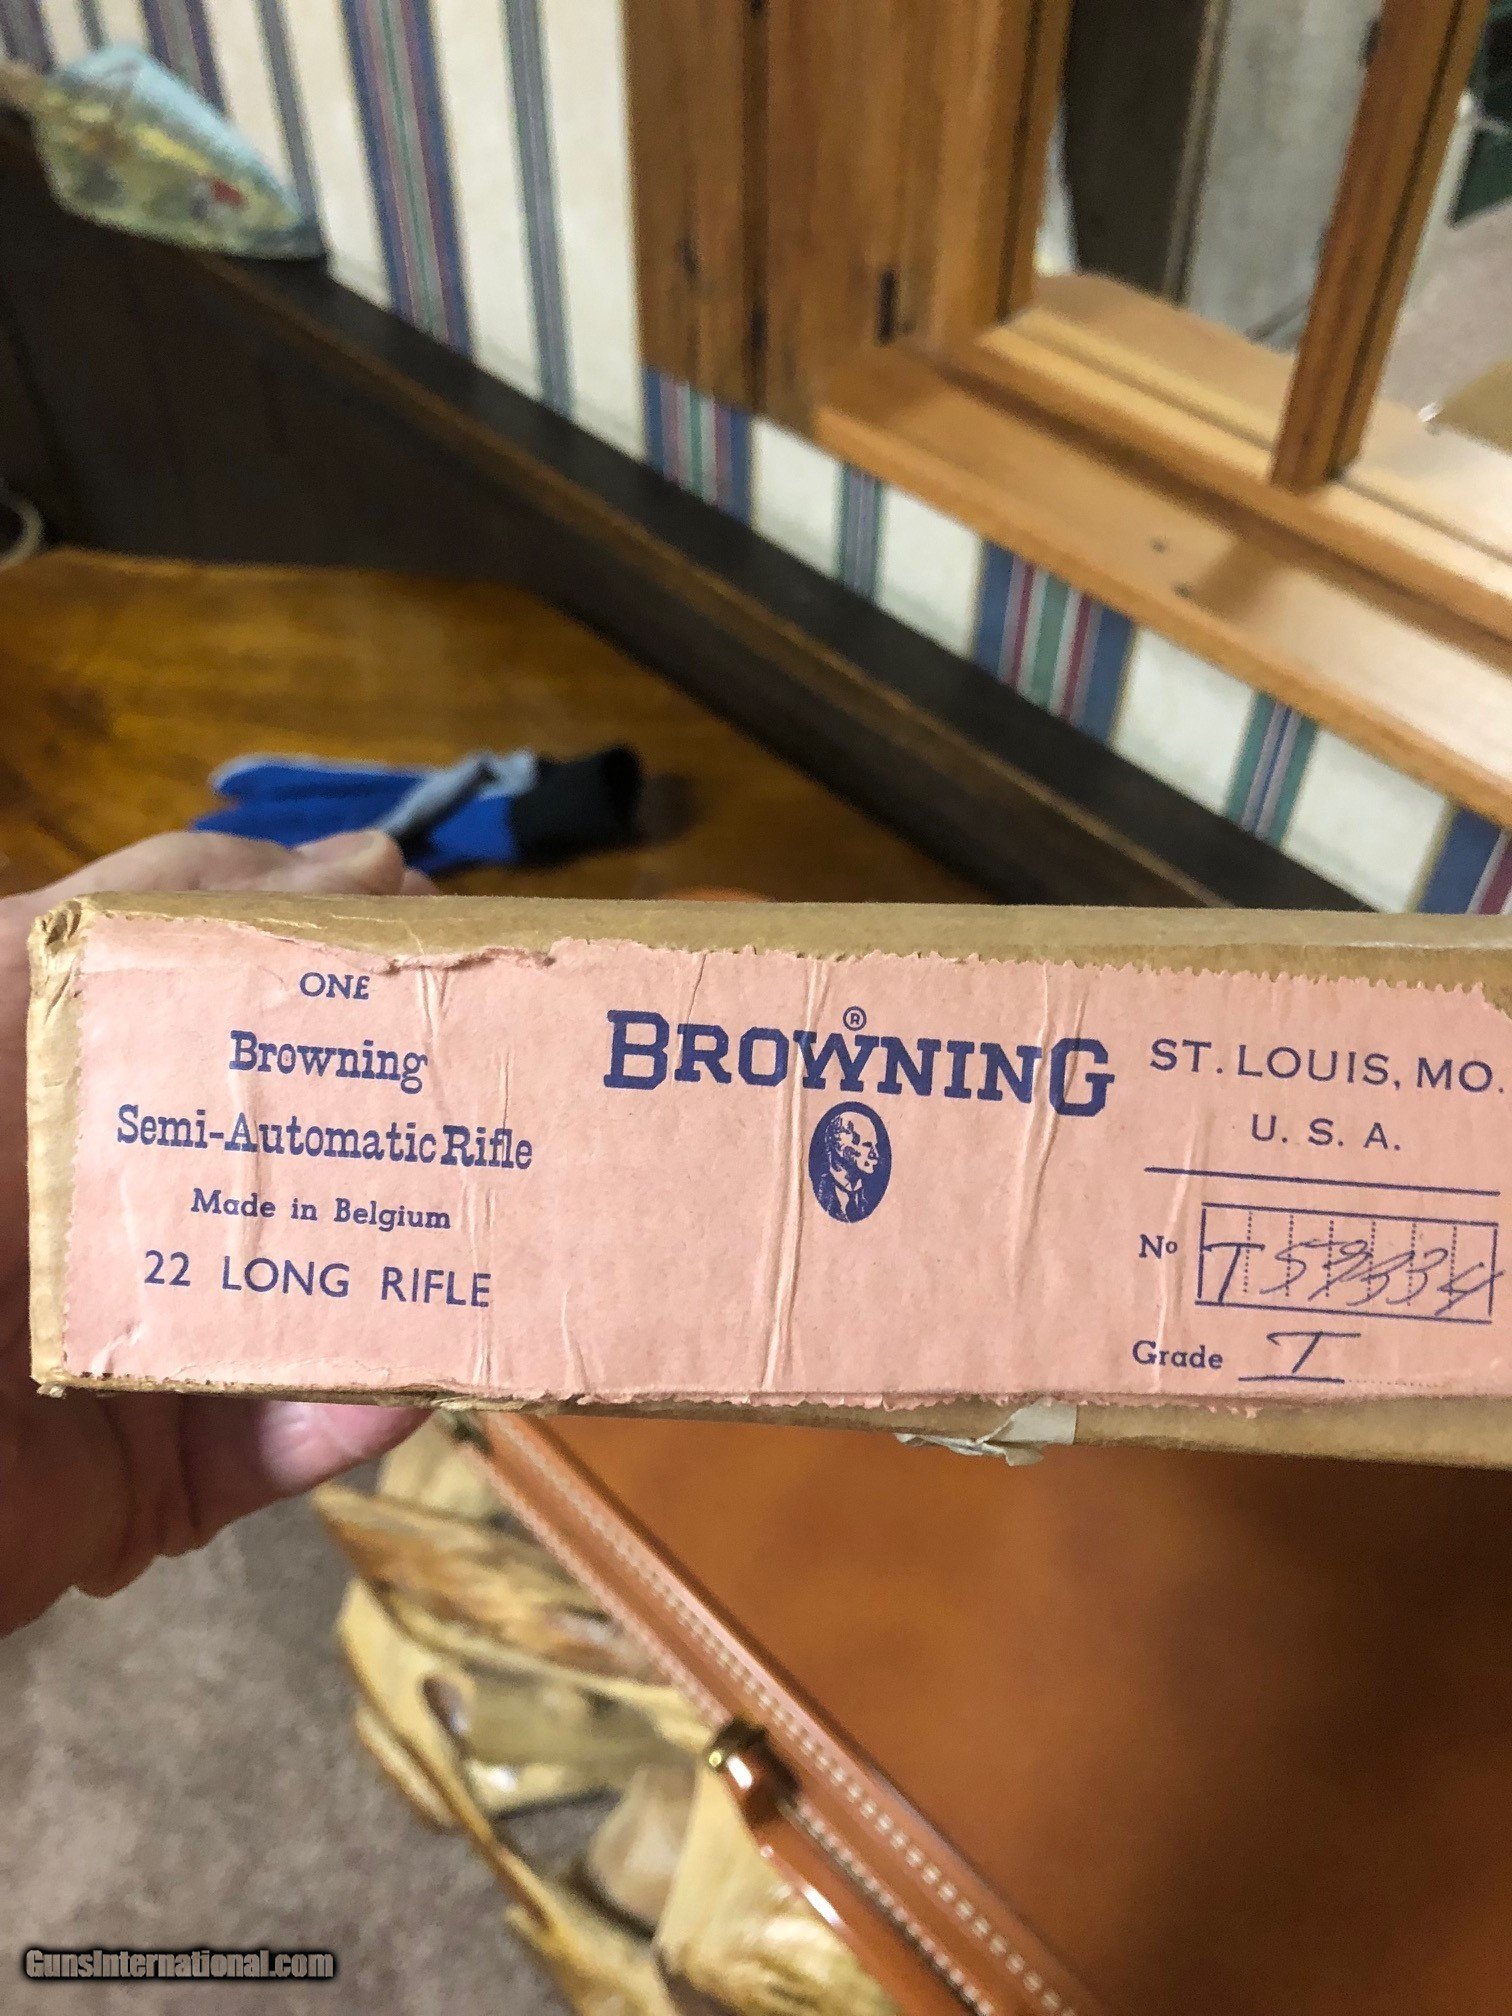 ONE
Browning
Semi-Automatic Rifle
Made in Belgium
22 LONG RIFLE
BROWNING®
ST. LOUIS, MO.
U. S. A.
No T59334
Grade I
GunsInternational.com